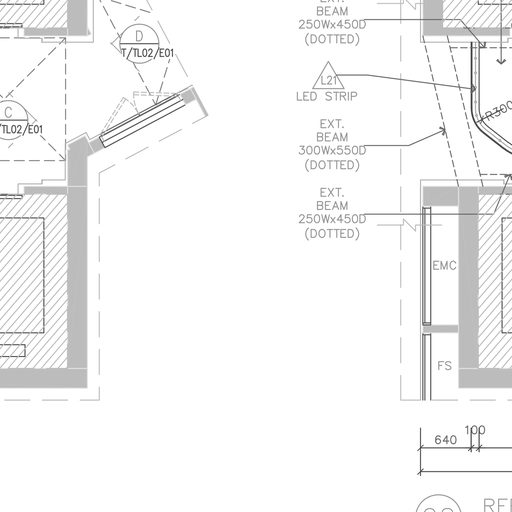 D
T/TL02/E01
C
TL02/E01
EXT.
BEAM
250Wx450D
(DOTTED)
L21
LED STRIP
R300
EXT.
BEAM
300Wx550D
(DOTTED)
EXT.
BEAM
250Wx450D
(DOTTED)
EMC
FS
640
100